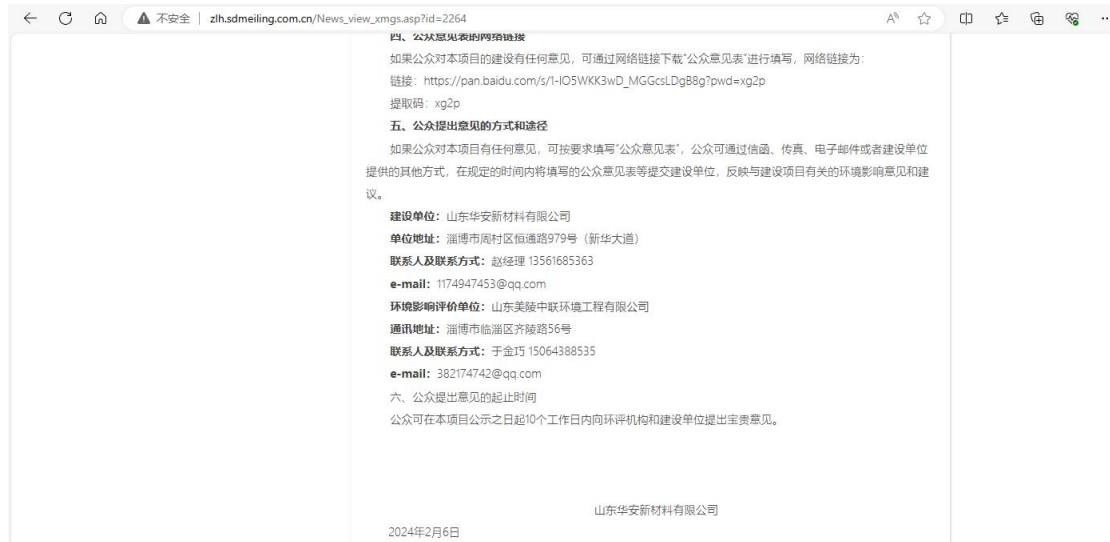 不安全 | zlh.sdmeiling.com.cn/News_view_xmgs.asp?id=2264
四、公众意见表的网络链接
如果公众对本项目的建设有任何意见，可通过网络链接下载“公众意见表”进行填写，网络链接为：
链接：https://pan.baidu.com/s/1-IO5WKK3wD_MGGcsLDgB8g?pwd=xg2p
提取码：xg2p
五、公众提出意见的方式和途径
如果公众对本项目有任何意见，可按要求填写“公众意见表”，公众可通过信函、传真、电子邮件或者建设单位
提供的其他方式，在规定的时间内将填写的公众意见表等提交建设单位，反映与建设项目有关的环境影响意见和建
议。
建设单位：山东华安新材料有限公司
单位地址：淄博市周村区恒通路979号（新华大道）
联系人及联系方式：赵经理 13561685363
e-mail：1174947453@qq.com
环境影响评价单位：山东美陵中联环境工程有限公司
通讯地址：淄博市临淄区齐陵路56号
联系人及联系方式：于金巧 15064388535
e-mail：382174742@qq.com
六、公众提出意见的起止时间
公众可在本项目公示之日起10个工作日内向环评机构和建设单位提出宝贵意见。
山东华安新材料有限公司
2024年2月6日